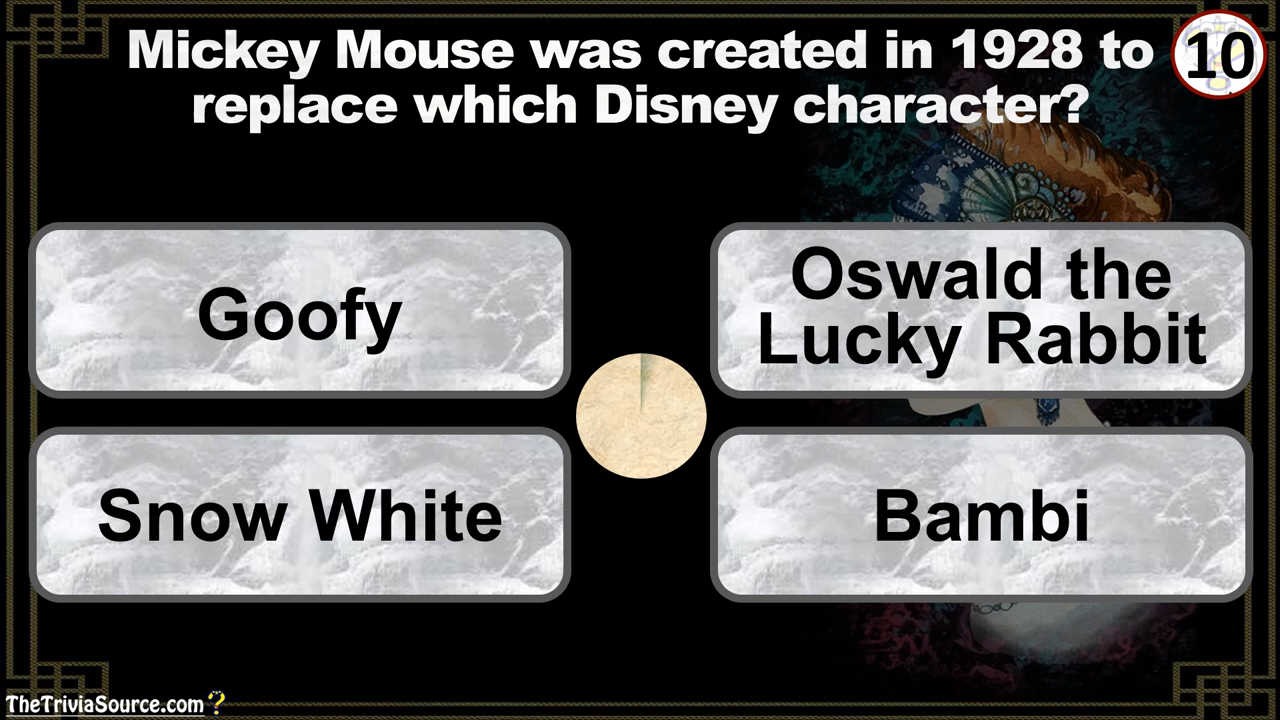 Mickey Mouse was created in 1928 to
replace which Disney character?
10
Goofy
Oswald the
Lucky Rabbit
Snow White
Bambi
TheTriviaSource.com?